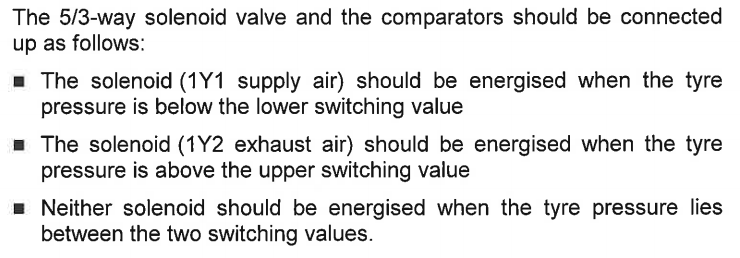 The 5/3-way solenoid valve and the comparators should be connected
up as follows:
■ The solenoid (1Y1 supply air) should be energised when the tyre
pressure is below the lower switching value
■ The solenoid (1Y2 exhaust air) should be energised when the tyre
pressure is above the upper switching value
■ Neither solenoid should be energised when the tyre pressure lies
between the two switching values.